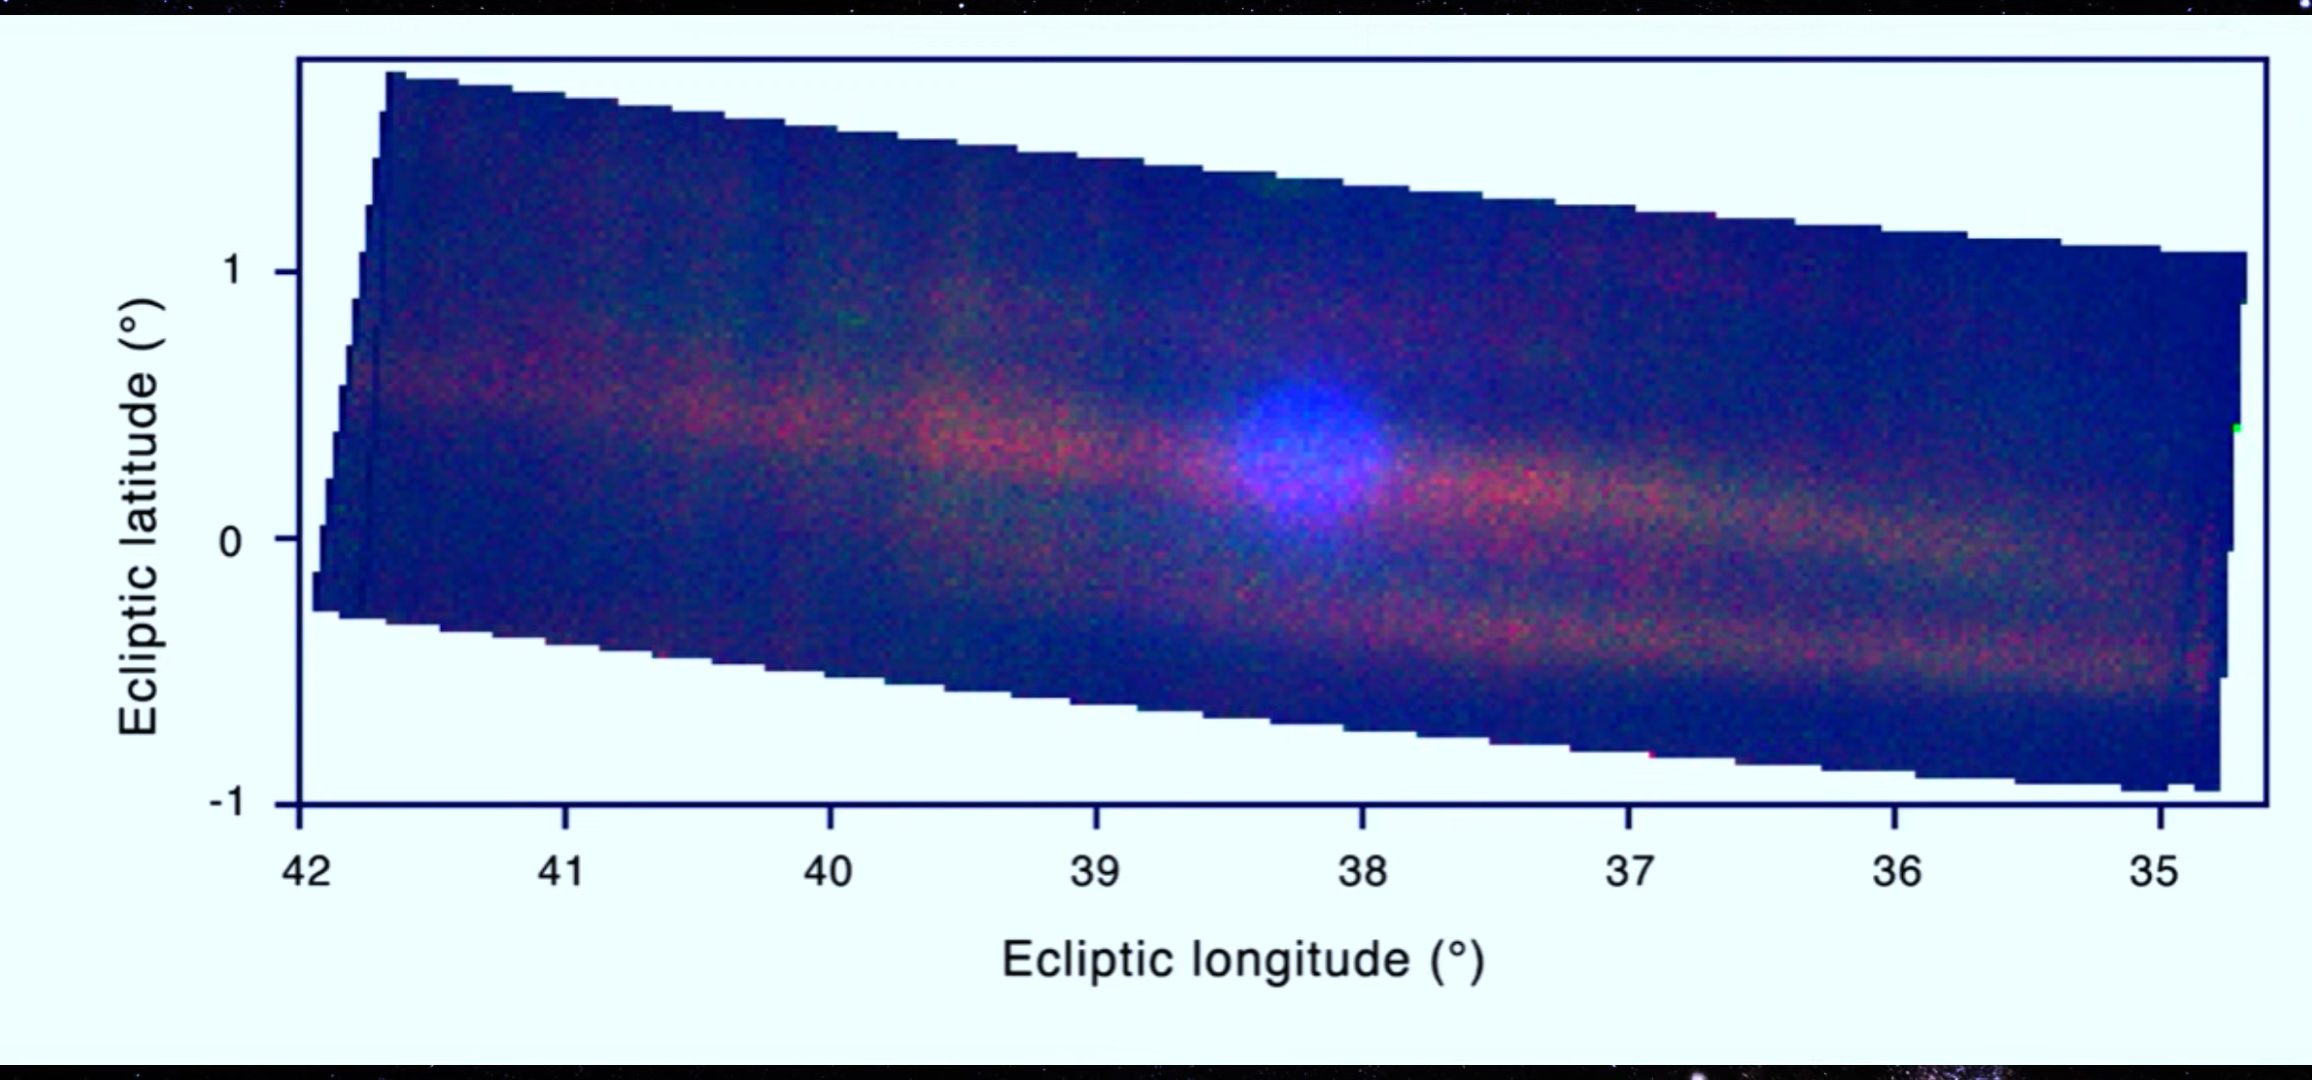 Ecliptic latitude (°)
1
0
-1
42 41 40 39 38 37 36 35
Ecliptic longitude (°)